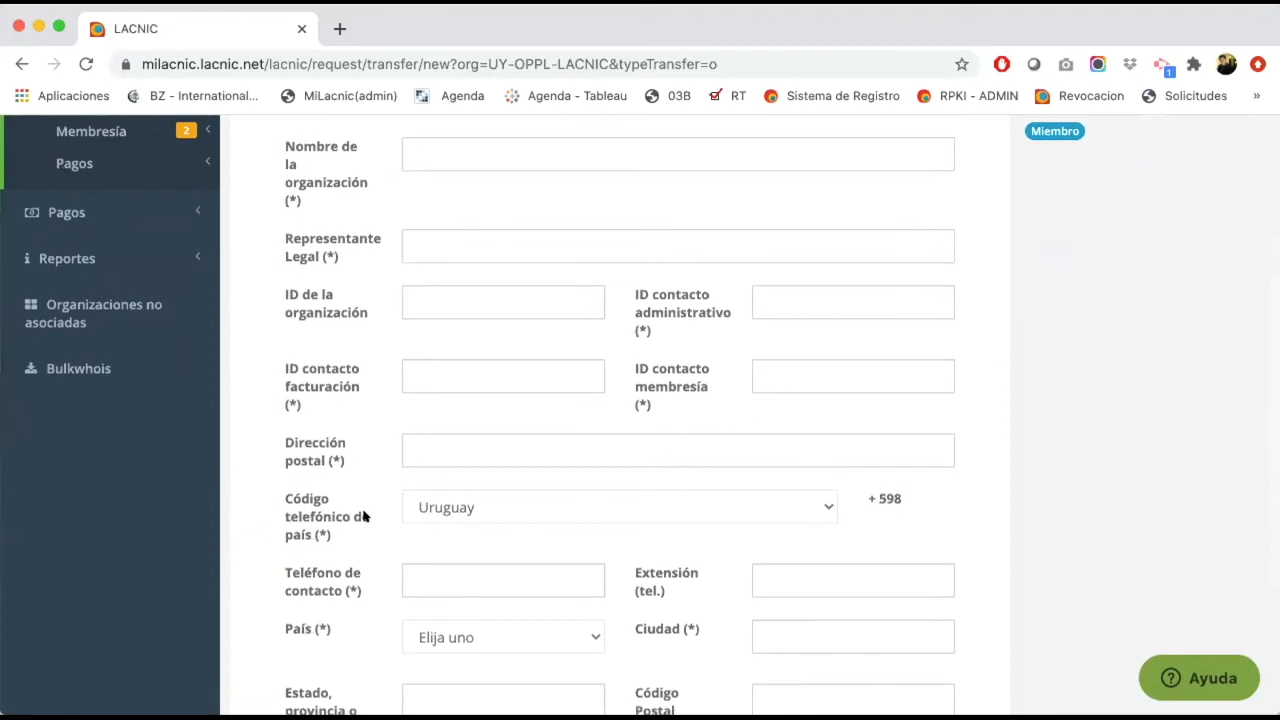 LACNIC
milacnic.lacnic.net/lacnic/request/transfer/new?org=UY-OPPL-LACNIC&typeTransfer=o
1
Aplicaciones
BZ - International...
MiLacnic(admin)
Agenda
Agenda - Tableau
03B
RT
Sistema de Registro
RPKI - ADMIN
Revocacion
Solicitudes
»
Membresía 2
Pagos
Pagos
Reportes
Organizaciones no
asociadas
Bulkwhois
Nombre de
la
organización
(*)
Representante
Legal (*)
ID de la
organización
ID contacto
administrativo
(*)
ID contacto
facturación
(*)
ID contacto
membresía
(*)
Dirección
postal (*)
Código
telefónico d
país (*)
Uruguay
+ 598
Teléfono de
contacto (*)
Extensión
(tel.)
País (*)
Elija uno
Ciudad (*)
Estado,
provincia o
Código
Postal
Miembro
Ayuda